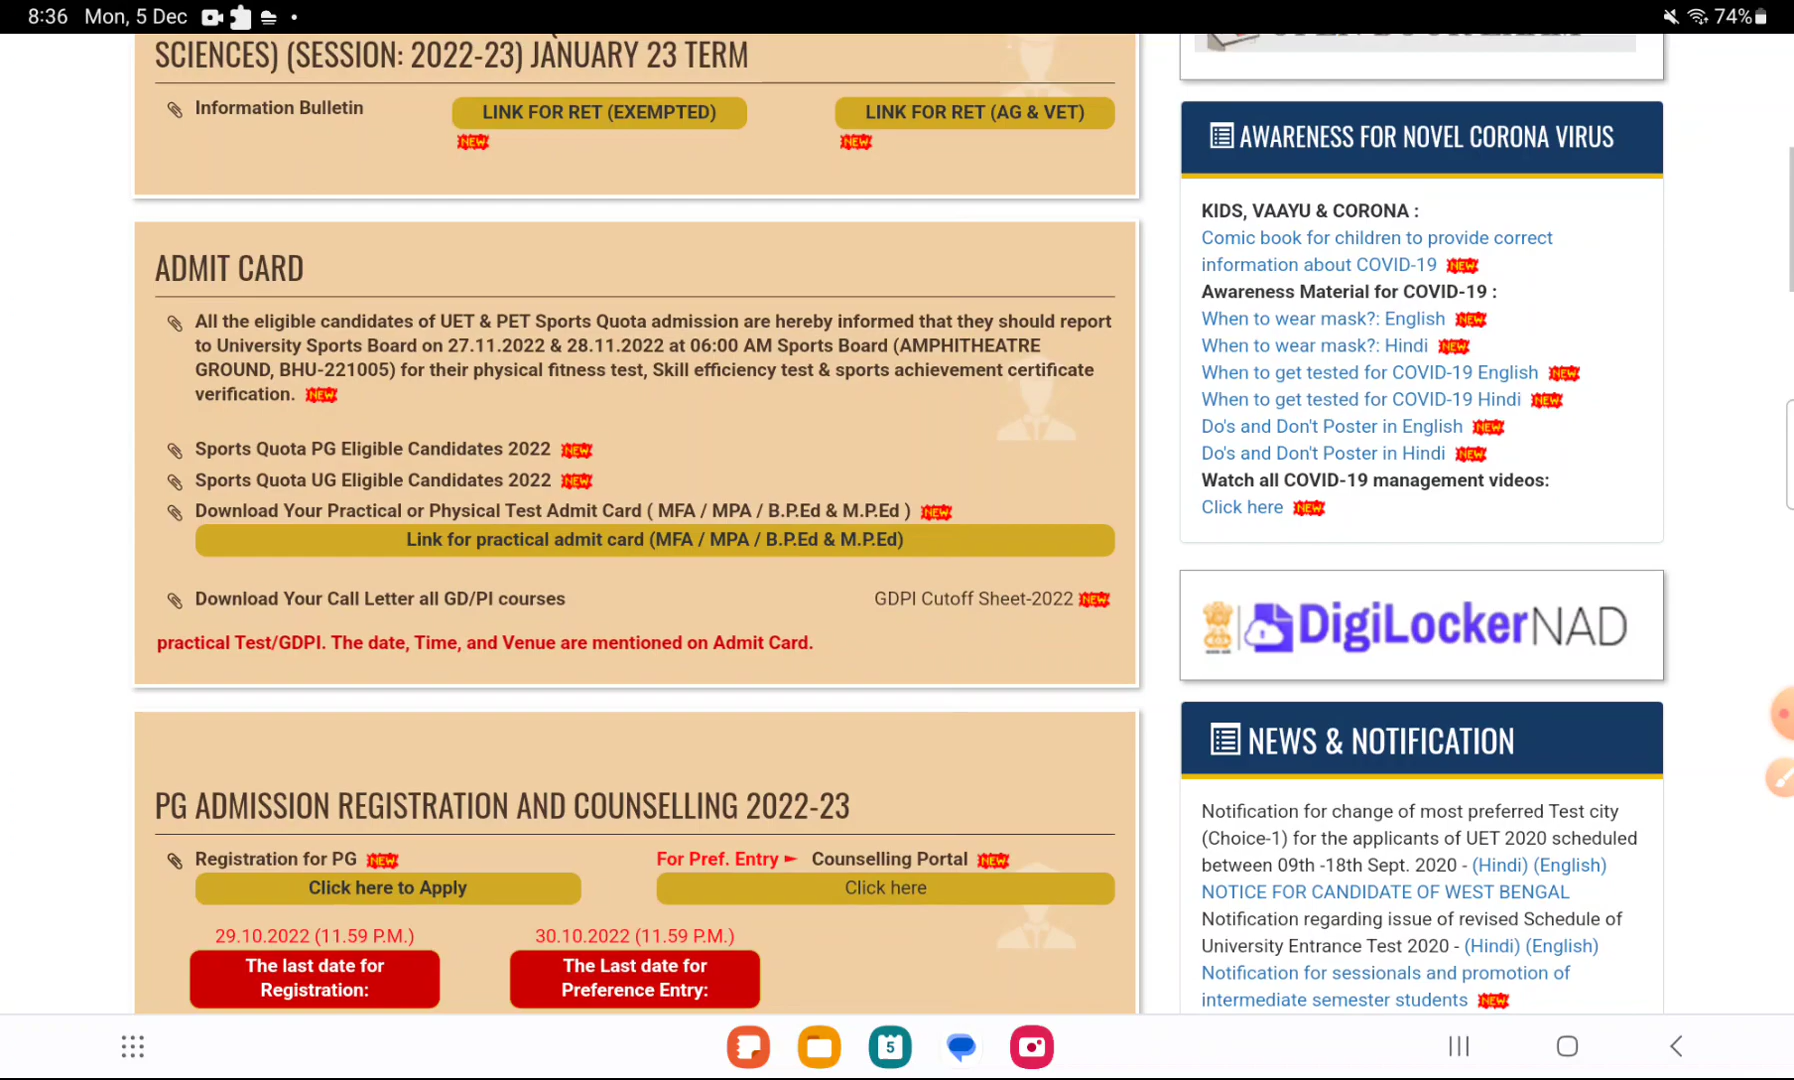 8:36 Mon, 5 Dec
74%
SCIENCES) (SESSION: 2022-23) JANUARY 23 TERM
Information Bulletin
LINK FOR RET (EXEMPTED)
NEW
LINK FOR RET (AG & VET)
NEW
ADMIT CARD
All the eligible candidates of UET & PET Sports Quota admission are hereby informed that they should report
to University Sports Board on 27.11.2022 & 28.11.2022 at 06:00 AM Sports Board (AMPHITHEATRE
GROUND, BHU-221005) for their physical fitness test, Skill efficiency test & sports achievement certificate
verification. NEW
Sports Quota PG Eligible Candidates 2022 NEW
Sports Quota UG Eligible Candidates 2022 NEW
Download Your Practical or Physical Test Admit Card ( MFA / MPA / B.P.Ed & M.P.Ed ) NEW
Link for practical admit card (MFA / MPA / B.P.Ed & M.P.Ed)
Download Your Call Letter all GD/PI courses
GDPI Cutoff Sheet-2022 NEW
practical Test/GDPI. The date, Time, and Venue are mentioned on Admit Card.
PG ADMISSION REGISTRATION AND COUNSELLING 2022-23
Registration for PG NEW
Click here to Apply
For Pref. Entry ► Counselling Portal NEW
Click here
29.10.2022 (11.59 P.M.)
The last date for
Registration:
30.10.2022 (11.59 P.M.)
The Last date for
Preference Entry:
AWARENESS FOR NOVEL CORONA VIRUS
KIDS, VAAYU & CORONA :
Comic book for children to provide correct
information about COVID-19 NEW
Awareness Material for COVID-19 :
When to wear mask?: English NEW
When to wear mask?: Hindi NEW
When to get tested for COVID-19 English NEW
When to get tested for COVID-19 Hindi NEW
Do's and Don't Poster in English NEW
Do's and Don't Poster in Hindi NEW
Watch all COVID-19 management videos:
Click here NEW
DigiLockerNAD
NEWS & NOTIFICATION
Notification for change of most preferred Test city
(Choice-1) for the applicants of UET 2020 scheduled
between 09th -18th Sept. 2020 - (Hindi) (English)
NOTICE FOR CANDIDATE OF WEST BENGAL
Notification regarding issue of revised Schedule of
University Entrance Test 2020 - (Hindi) (English)
Notification for sessionals and promotion of
intermediate semester students NEW
5